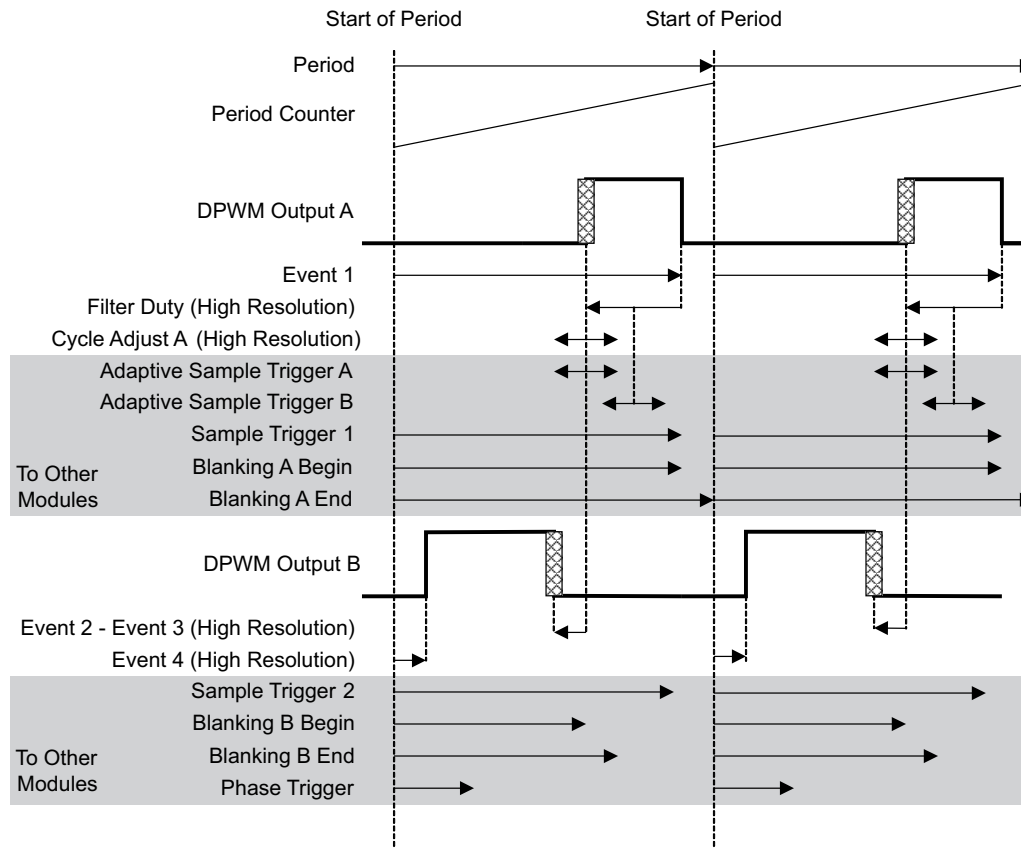 Start of Period
Start of Period
Period
Period Counter
DPWM Output A
Event 1
Filter Duty (High Resolution)
Cycle Adjust A (High Resolution)
Adaptive Sample Trigger A
Adaptive Sample Trigger B
Sample Trigger 1
Blanking A Begin
Blanking A End
To Other
Modules
DPWM Output B
Event 2 - Event 3 (High Resolution)
Event 4 (High Resolution)
Sample Trigger 2
Blanking B Begin
Blanking B End
Phase Trigger
To Other
Modules